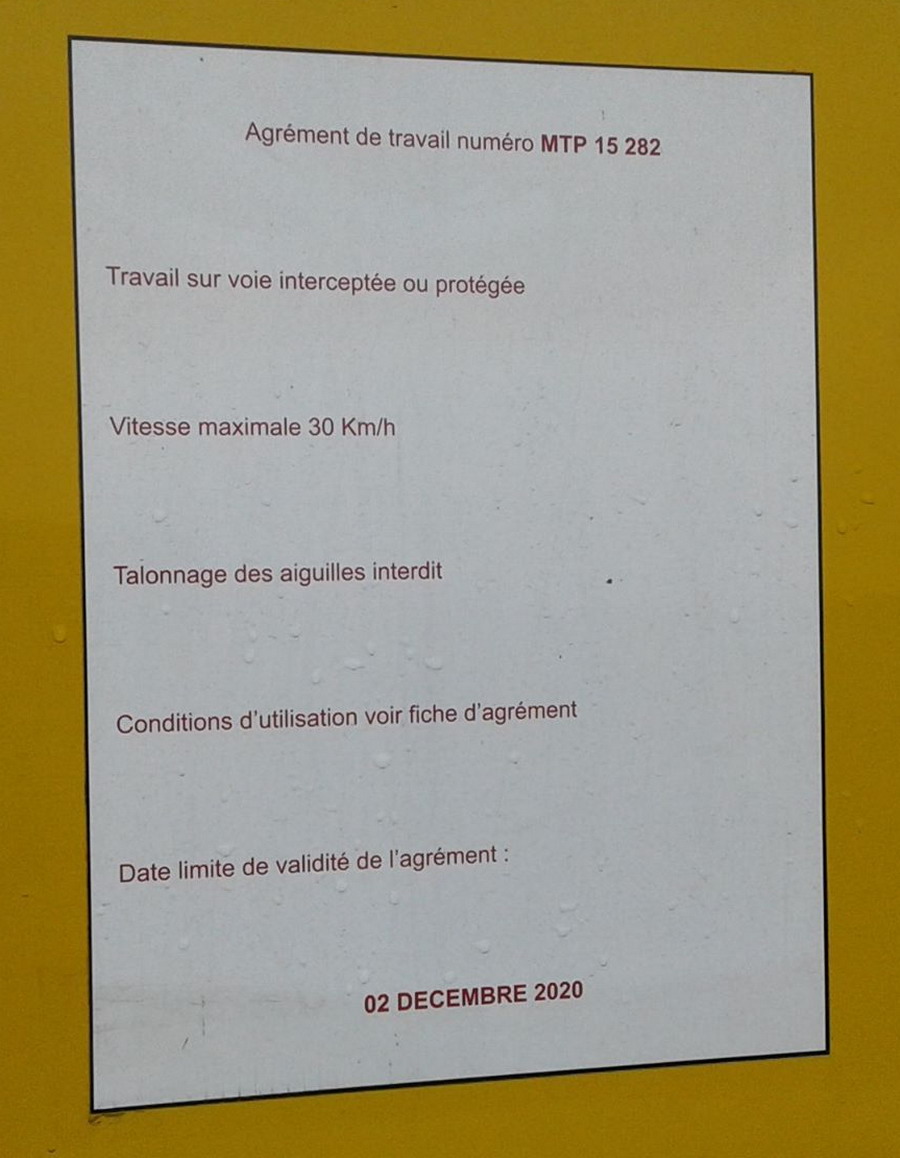 Agrément de travail numéro MTP 15 282
Travail sur voie interceptée ou protégée
Vitesse maximale 30 Km/h
Talonnage des aiguilles interdit
Conditions d'utilisation voir fiche d'agrément
Date limite de validité de l'agrément :
02 DECEMBRE 2020